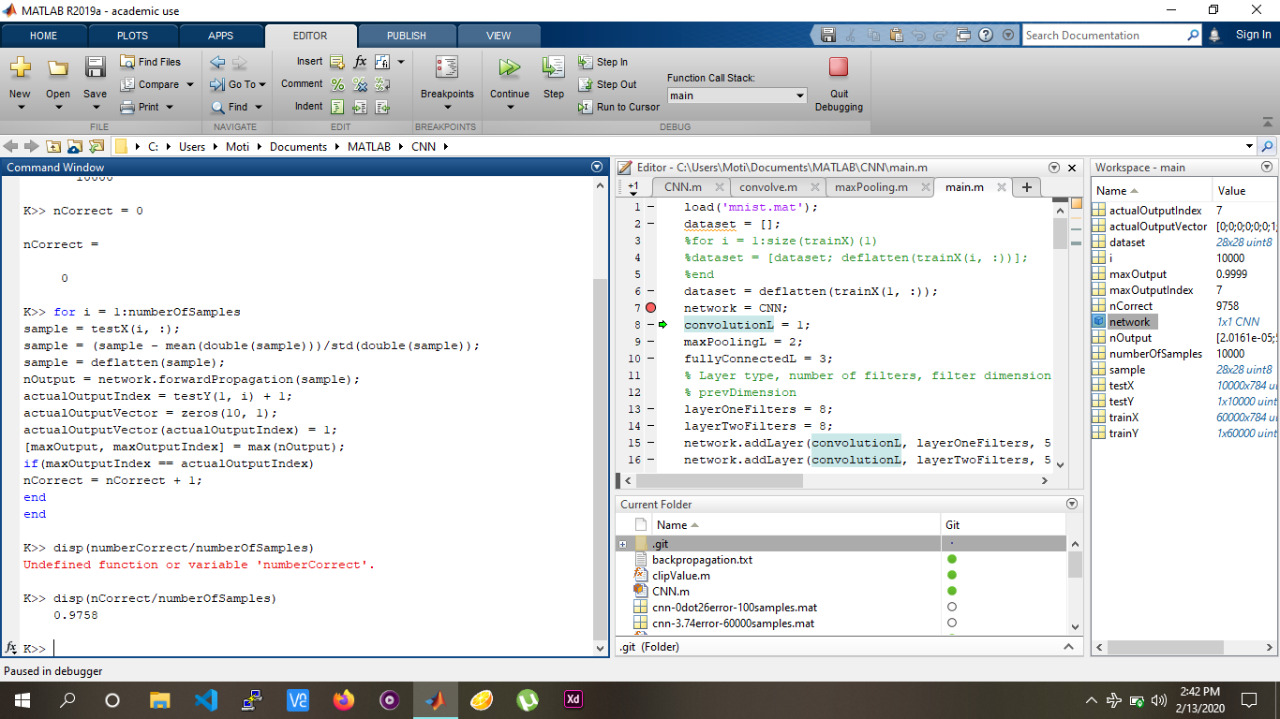 MATLAB R2019a - academic use
HOME PLOTS APPS EDITOR PUBLISH VIEW
Search Documentation
Sign In
New
Open
Save
Find Files
Compare
Print
FILE
Go To
Find
NAVIGATE
Insert
Comment
Indent
EDIT
Breakpoints
BREAKPOINTS
Continue
Step
Step In
Step Out
Run to Cursor
Function Call Stack:
main
Quit Debugging
DEBUG
C: Users Moti Documents MATLAB CNN
Command Window
10000
K>> nCorrect = 0
nCorrect =
0
K>> for i = 1:numberOfSamples
sample = testX(i, :);
sample = (sample - mean(double(sample)))/std(double(sample));
sample = deflatten(sample);
nOutput = network.forwardPropagation(sample);
actualOutputIndex = testY(1, i) + 1;
actualOutputVector = zeros(10, 1);
actualOutputVector(actualOutputIndex) = 1;
[maxOutput, maxOutputIndex] = max(nOutput);
if(maxOutputIndex == actualOutputIndex)
nCorrect = nCorrect + 1;
end
end
K>> disp(numberCorrect/numberOfSamples)
Undefined function or variable 'numberCorrect'.
K>> disp(nCorrect/numberOfSamples)
0.9758
fx K>>
Editor - C:\Users\Moti\Documents\MATLAB\CNN\main.m
+1 CNN.m convolve.m maxPooling.m main.m
1 load('mnist.mat');
2 dataset = [];
3 %for i = 1:size(trainX)(1)
4 %dataset = [dataset; deflatten(trainX(i, :))];
5 %end
6 dataset = deflatten(trainX(1, :));
7 network = CNN;
8 convolutionL = 1;
9 maxPoolingL = 2;
10 fullyConnectedL = 3;
11 % Layer type, number of filters, filter dimension
12 % prevDimension
13 layerOneFilters = 8;
14 layerTwoFilters = 8;
15 network.addLayer(convolutionL, layerOneFilters, 5
16 network.addLayer(convolutionL, layerTwoFilters, 5
Current Folder
Name Git
.git
backpropagation.txt
clipValue.m
CNN.m
cnn-0dot26error-100samples.mat
cnn-3.74error-60000samples.mat
.git (Folder)
Workspace - main
Name Value
actualOutputIndex 7
actualOutputVector [0;0;0;0;0;0;1,
dataset 28x28 uint8
i 10000
maxOutput 0.9999
maxOutputIndex 7
nCorrect 9758
network 1x1 CNN
nOutput [2.0161e-05;
numberOfSamples 10000
sample 28x28 uint8
testX 10000x784 uint
testY 1x10000 uint
trainX 60000x784 ui
trainY 1x60000 uint
Paused in debugger
Xd
2:42 PM
2/13/2020